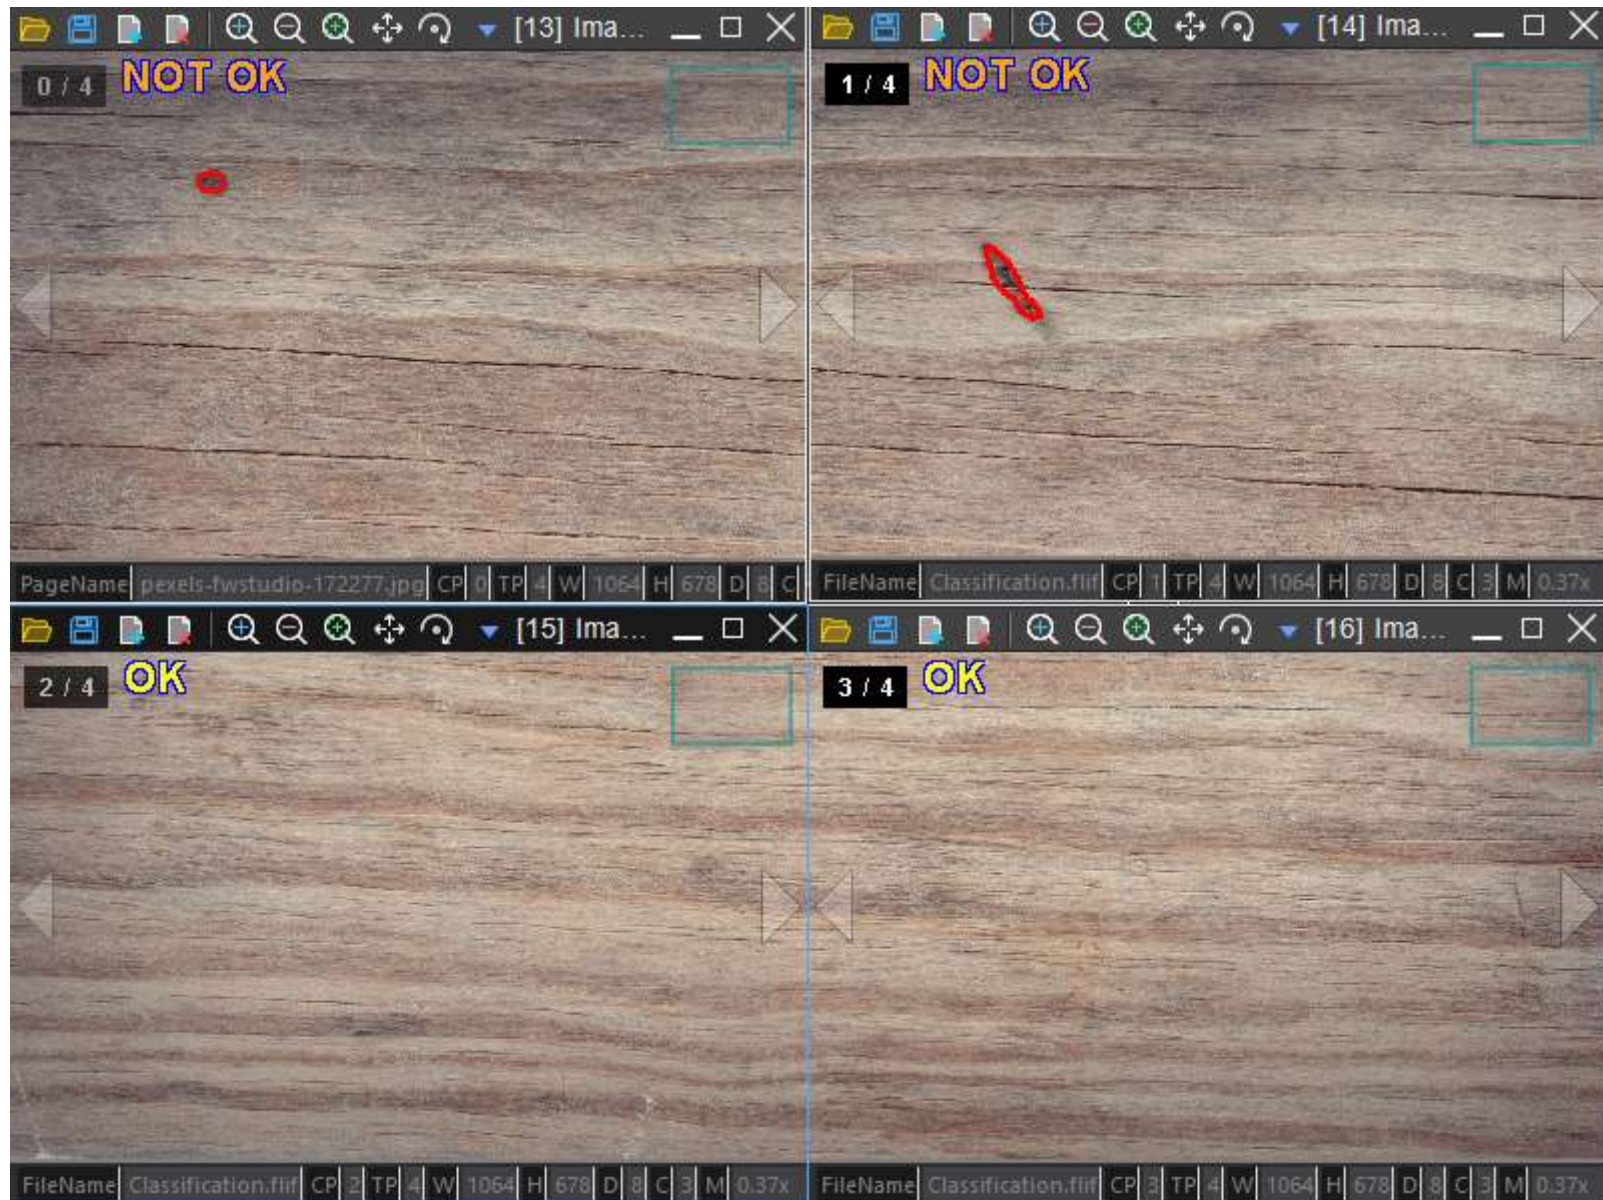 [13] Ima...
0 / 4 NOT OK
PageName pexels-fwstudio-172277.jpg CP 0 TP 4 W 1064 H 678 D 8 C
[14] Ima...
1 / 4 NOT OK
FileName Classification.flif CP 1 TP 4 W 1064 H 678 D 8 C 3 M 0.37x
[15] Ima...
2 / 4 OK
FileName Classification.flif CP 2 TP 4 W 1064 H 678 D 8 C 3 M 0.37x
[16] Ima...
3 / 4 OK
FileName Classification.flif CP 3 TP 4 W 1064 H 678 D 8 C 3 M 0.37x